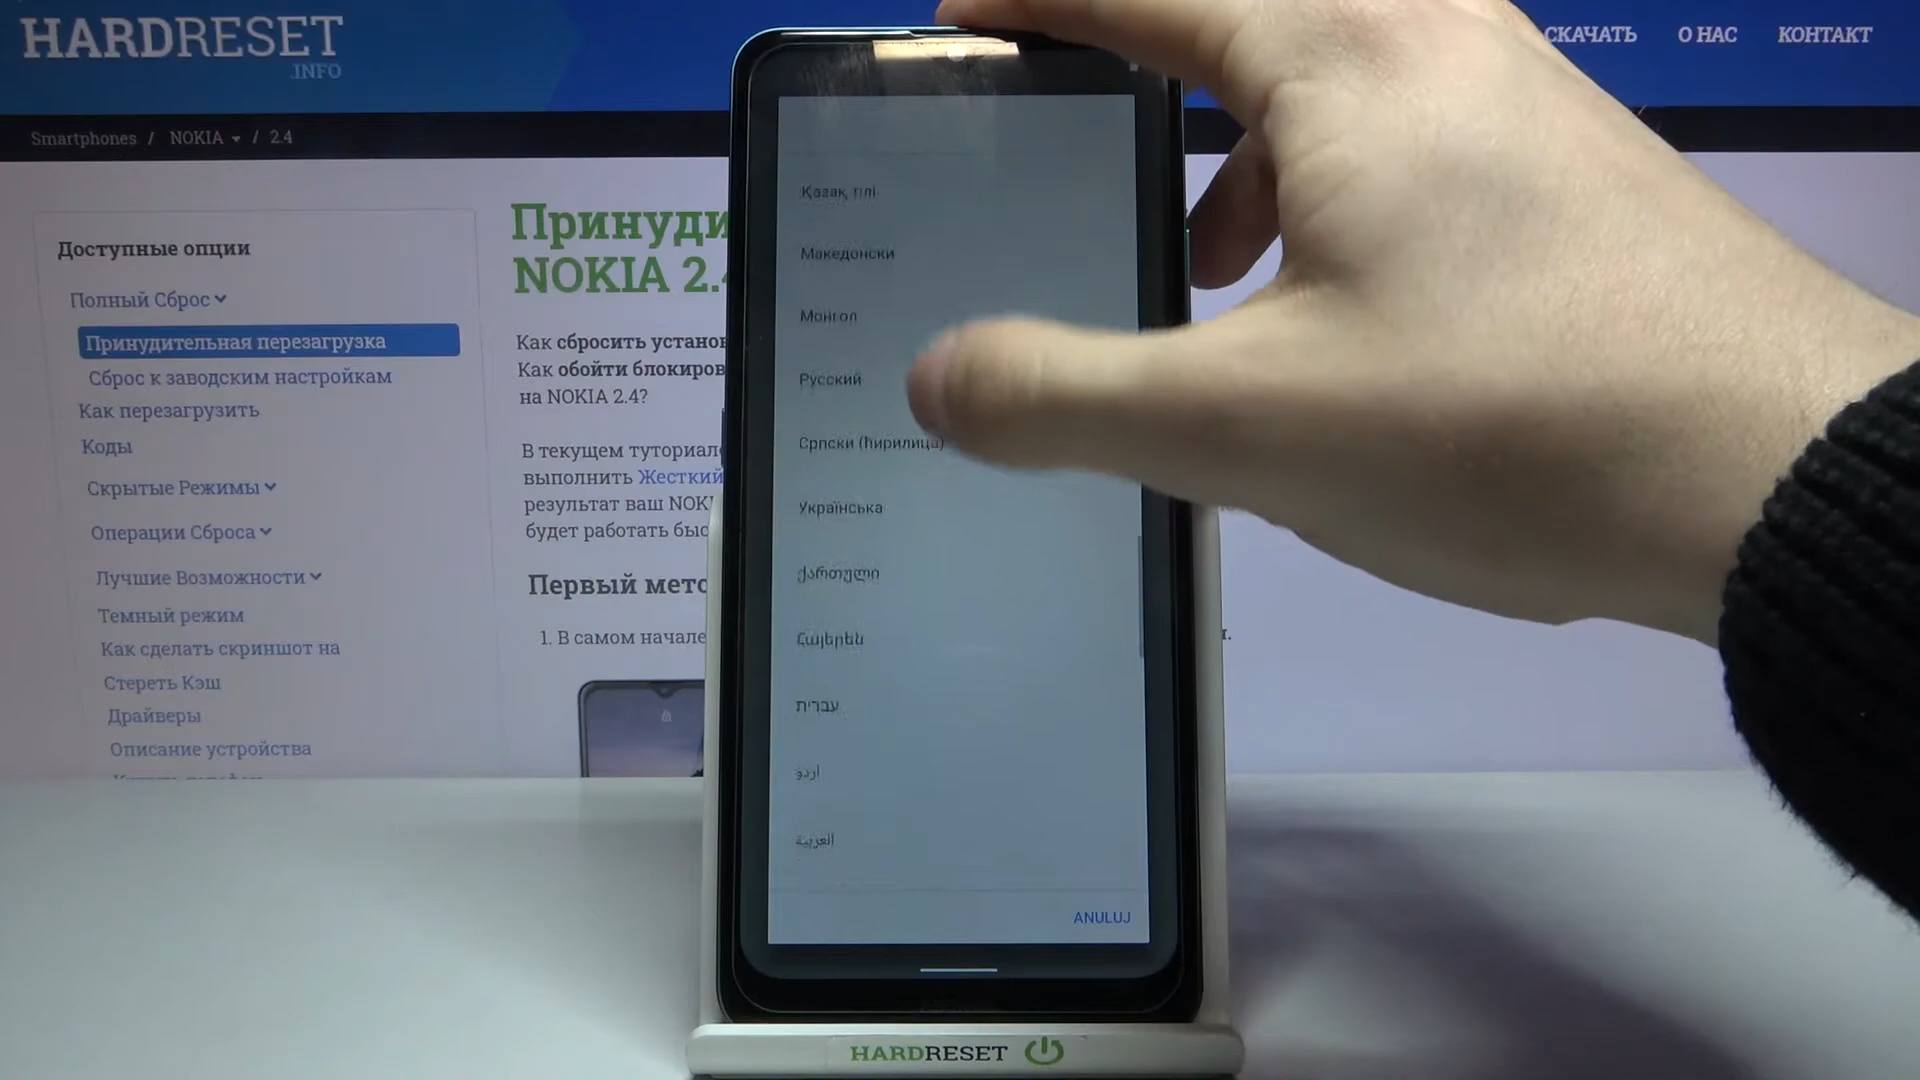 HARDRESET
.INFO
СКАЧАТЬ
О НАС
КОНТАКТ
Smartphones / NOKIA / 2.4
Доступные опции
Полный Сброс
Принудительная перезагрузка
Сброс к заводским настройкам
Как перезагрузить
Коды
Скрытые Режимы
Операции Сброса
Лучшие Возможности
Темный режим
Как сделать скриншот на
Стереть Кэш
Драйверы
Описание устройства
Принуди
NOKIA 2.4
Как сбросить установ
Как обойти блокиров
на NOKIA 2.4?
В текущем туториале
выполнить Жесткий
результат ваш NOKI
будет работать быс
Первый мето
1. В самом начале
Қазақ тілі
Македонски
Монгол
Русский
Српски (ћирилица)
Українська
ქართული
Հայերեն
עברית
اردو
العربية
ANULUJ
HARDRESET